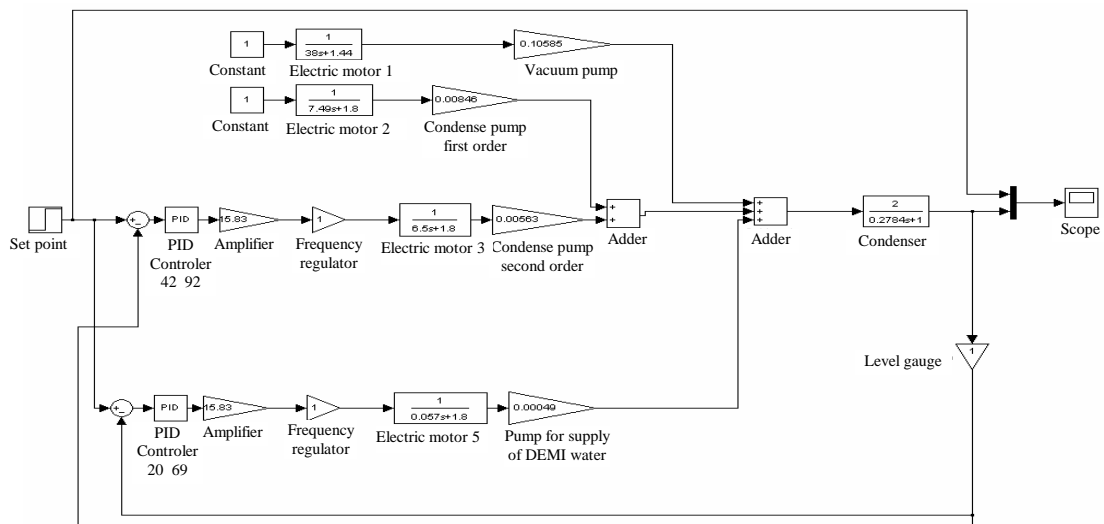 1
Constant
1
38s+1.44
Electric motor 1
0.10585
Vacuum pump
1
Constant
1
7.49s+1.8
Electric motor 2
0.00846
Condense pump
first order
Set point
+
−
PID
PID
Controler
42 92
15.83
Amplifier
1
Frequency
regulator
1
6.5s+1.8
Electric motor 3
0.00563
Condense pump
second order
+
+
Adder
+
+
+
Adder
2
0.2784s+1
Condenser
Scope
1
Level gauge
+
−
PID
PID
Controler
20 69
15.83
Amplifier
1
Frequency
regulator
1
0.057s+1.8
Electric motor 5
0.00049
Pump for supply
of DEMI water